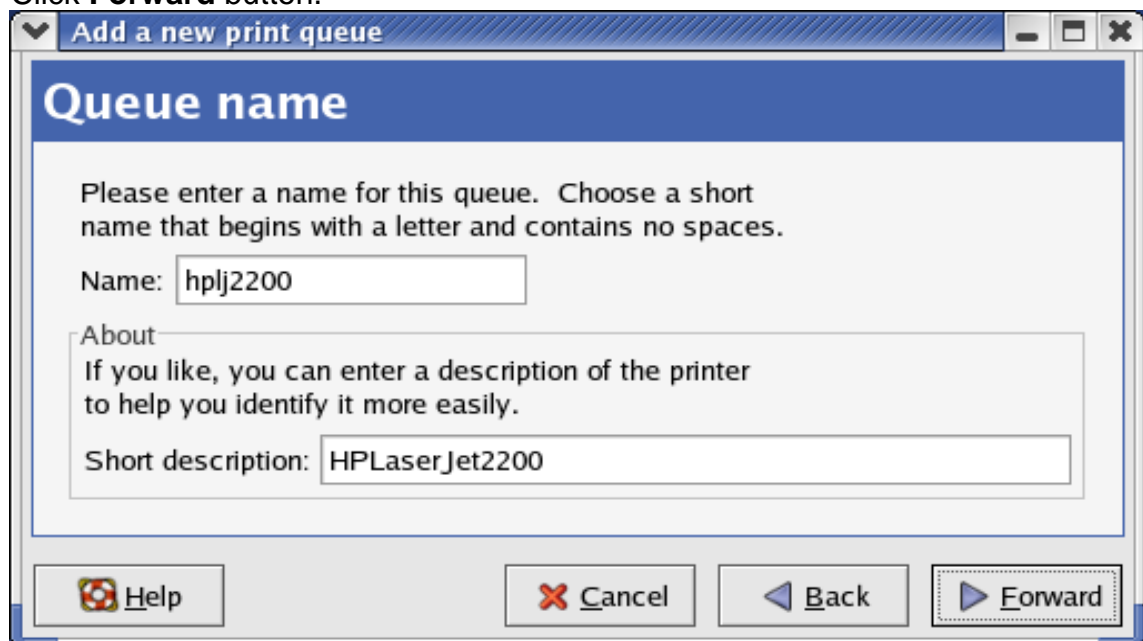 Click Forward button.
Add a new print queue
Queue name
Please enter a name for this queue.  Choose a short
name that begins with a letter and contains no spaces.
Name: hplj2200
About
If you like, you can enter a description of the printer
to help you identify it more easily.
Short description: HPLaserJet2200
Help Cancel Back Forward